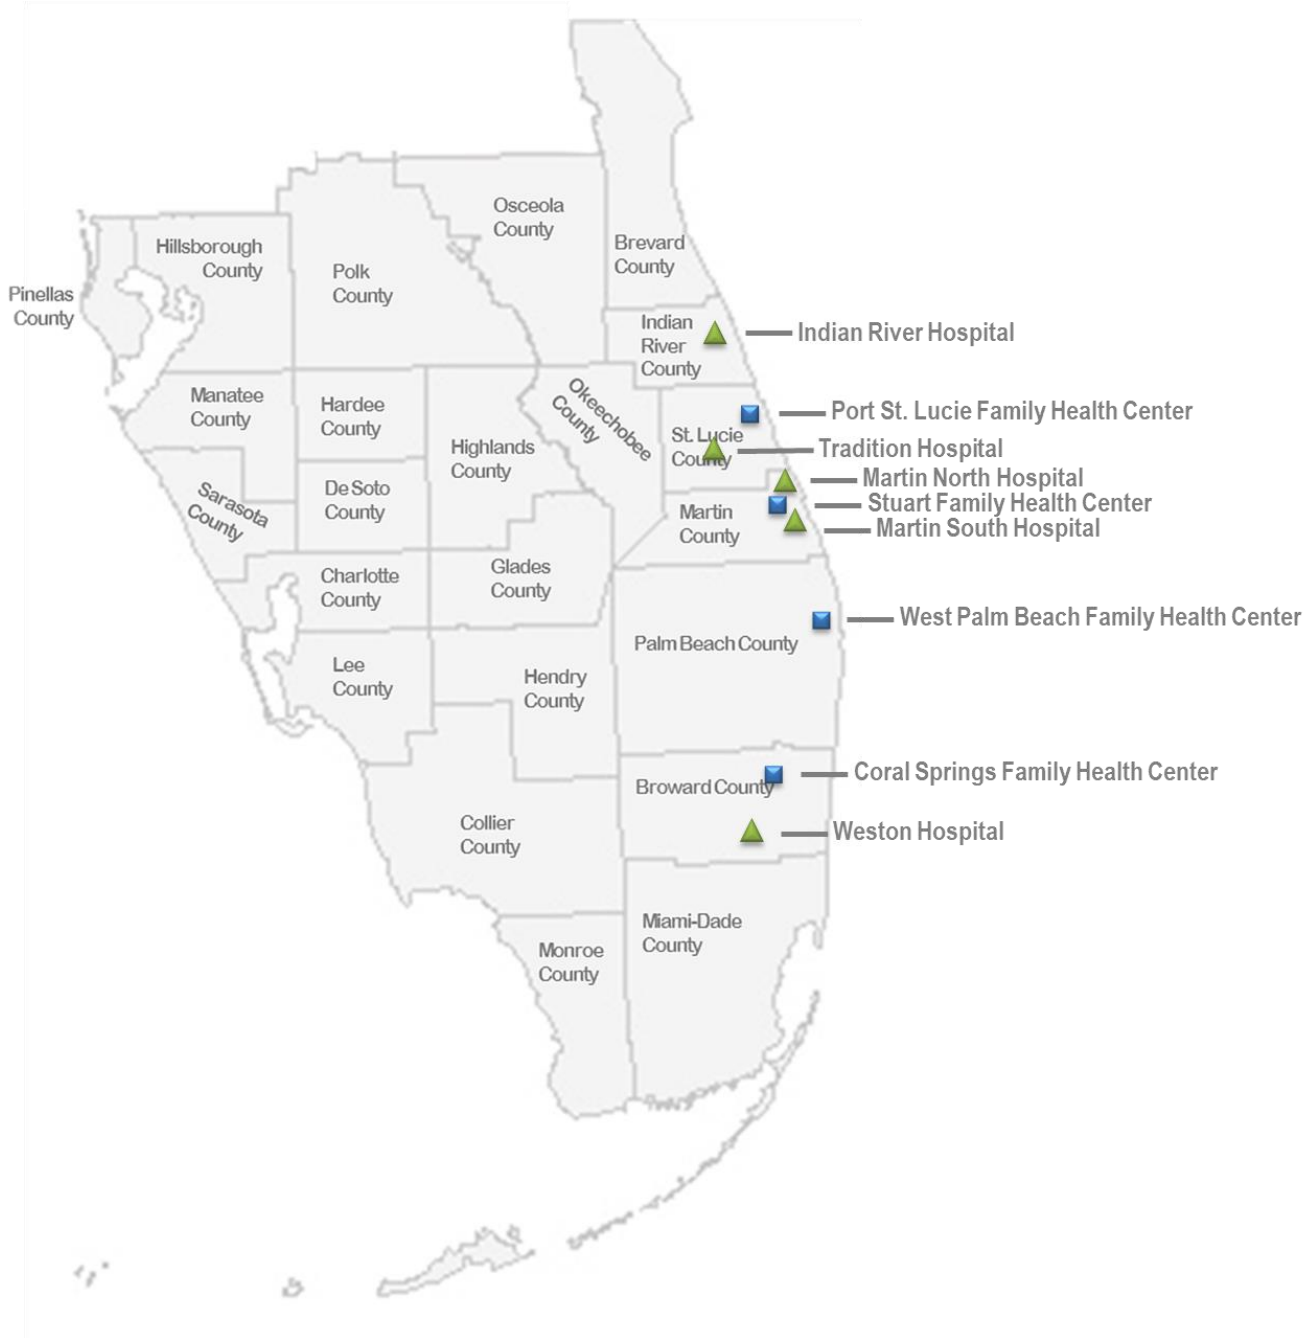 Osceola
County
Brevard
County
Hillsborough
County
Polk
County
Pinellas
County
Indian
River
County
Indian River Hospital
Manatee
County
Hardee
County
Okeechobee
County
Port St. Lucie Family Health Center
St. Lucie
County
Tradition Hospital
Highlands
County
Martin North Hospital
Sarasota
County
De Soto
County
Stuart Family Health Center
Martin
County
Martin South Hospital
Charlotte
County
Glades
County
West Palm Beach Family Health Center
Palm Beach County
Lee
County
Hendry
County
Coral Springs Family Health Center
Broward County
Collier
County
Weston Hospital
Miami-Dade
County
Monroe
County